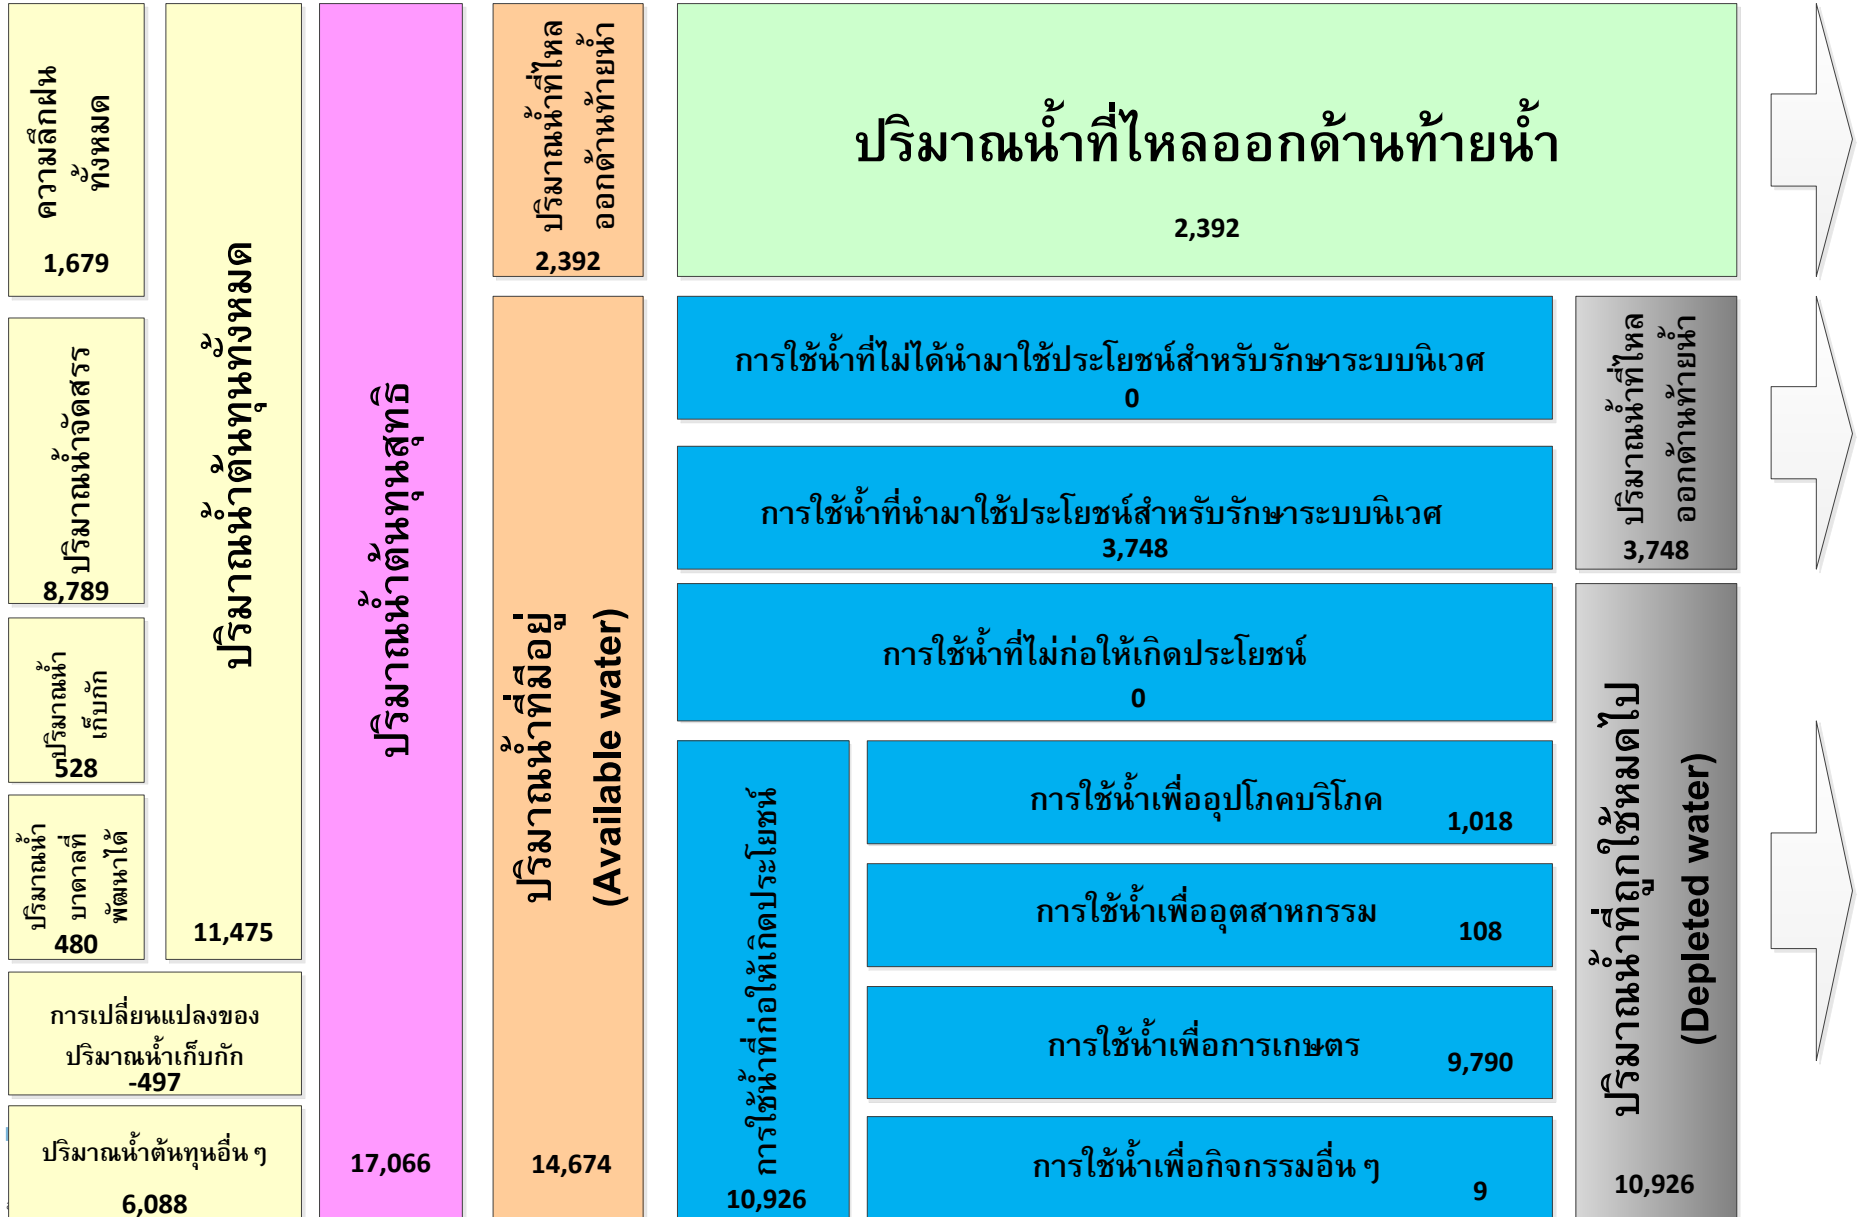 ความลึกฝน
ทั้งหมด
1,679
ปริมาณน้ำจัดสรร
8,789
ปริมาณน้ำ
เก็บกัก
528
ปริมาณน้ำ
บาดาลที่
พัฒนาได้
480
การเปลี่ยนแปลงของ
ปริมาณน้ำเก็บกัก
-497
ปริมาณน้ำต้นทุนอื่น ๆ
6,088
ปริมาณน้ำต้นทุนทั้งหมด
11,475
ปริมาณน้ำต้นทุนสุทธิ
17,066
ปริมาณน้ำที่ไหล
ออกด้านท้ายน้ำ
2,392
ปริมาณน้ำที่มีอยู่
(Available water)
14,674
ปริมาณน้ำที่ไหลออกด้านท้ายน้ำ
2,392
การใช้น้ำที่ไม่ได้นำมาใช้ประโยชน์สำหรับรักษาระบบนิเวศ
0
การใช้น้ำที่นำมาใช้ประโยชน์สำหรับรักษาระบบนิเวศ
3,748
การใช้น้ำที่ไม่ก่อให้เกิดประโยชน์
0
การใช้น้ำที่ก่อให้เกิดประโยชน์
10,926
การใช้น้ำเพื่ออุปโภคบริโภค
1,018
การใช้น้ำเพื่ออุตสาหกรรม
108
การใช้น้ำเพื่อการเกษตร
9,790
การใช้น้ำเพื่อกิจกรรมอื่น ๆ
9
ปริมาณน้ำที่ไหล
ออกด้านท้ายน้ำ
3,748
ปริมาณน้ำที่ถูกใช้หมดไป
(Depleted water)
10,926